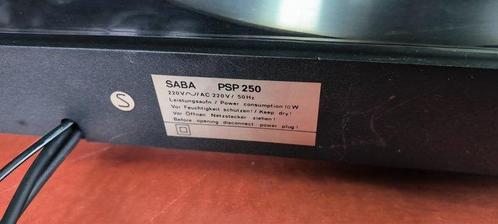 SABA PSP 250
220V~/AC 220V/ 50Hz
Leistungsaufn / Power consumption 10 W
Vor Feuchtigkeit schützen! / Keep dry!
Vor Öffnen Netzstecker ziehen!
Before opening disconnect power plug!
S